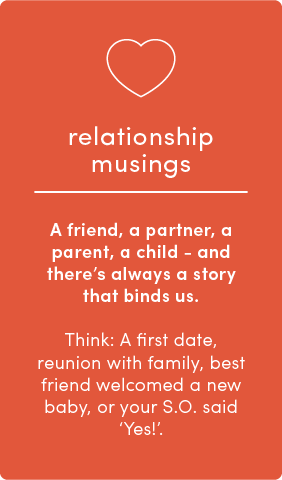 relationship
musings
A friend, a partner, a
parent, a child - and
there’s always a story
that binds us.
Think: A first date,
reunion with family, best
friend welcomed a new
baby, or your S.O. said
‘Yes!’.